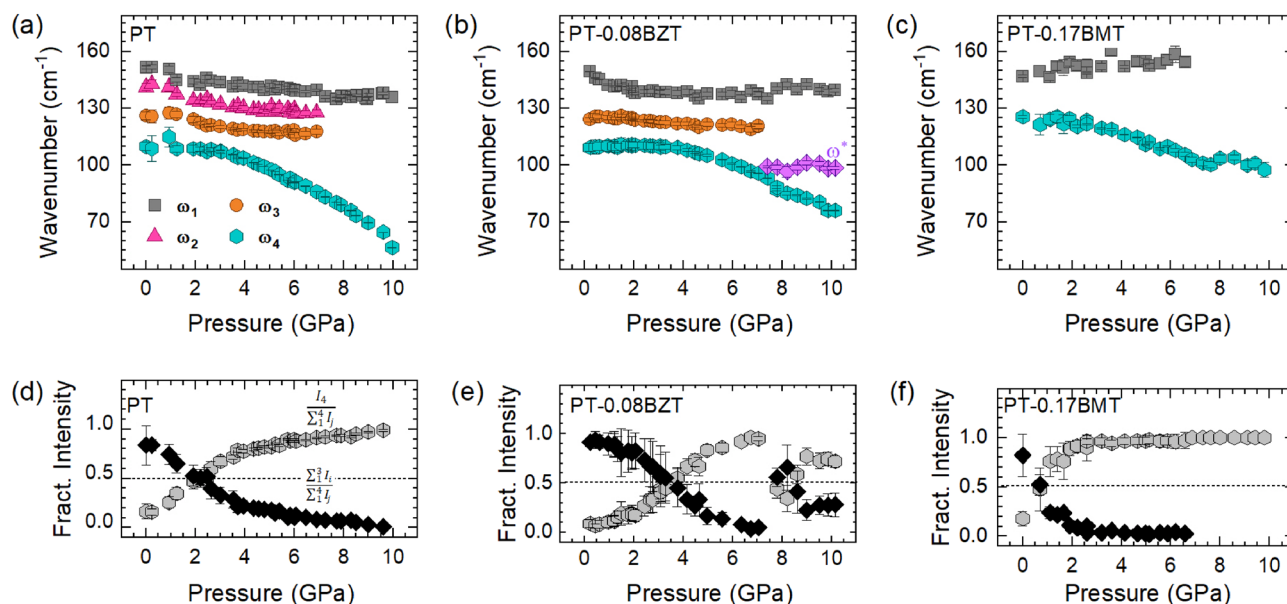 (a)
PT
Wavenumber (cm⁻¹)
160
130
100
70
ω₁
ω₃
ω₂
ω₄
0 2 4 6 8 10
Pressure (GPa)
(b)
PT-0.08BZT
Wavenumber (cm⁻¹)
160
130
100
70
ω*
0 2 4 6 8 10
Pressure (GPa)
(c)
PT-0.17BMT
Wavenumber (cm⁻¹)
160
130
100
70
0 2 4 6 8 10
Pressure (GPa)
(d)
PT
Fract. Intensity
1.0
0.5
0.0
I₄
∑₁⁴ Iⱼ
∑₁³ Iᵢ
∑₁⁴ Iⱼ
0 2 4 6 8 10
Pressure (GPa)
(e)
PT-0.08BZT
Fract. Intensity
1.0
0.5
0.0
0 2 4 6 8 10
Pressure (GPa)
(f)
PT-0.17BMT
Fract. Intensity
1.0
0.5
0.0
0 2 4 6 8 10
Pressure (GPa)